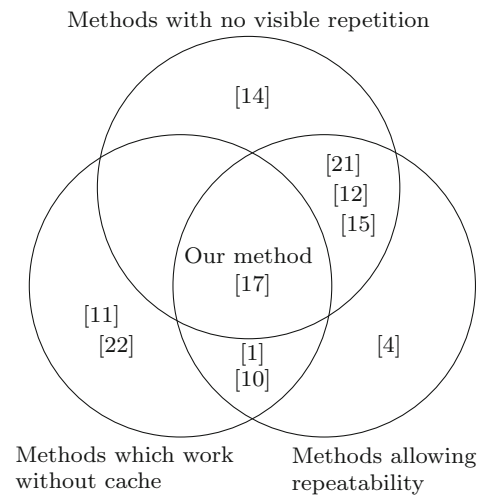 Methods with no visible repetition
[14]
[21]
[12]
[15]
Our method
[17]
[11]
[22]
[1]
[10]
[4]
Methods which work
without cache
Methods allowing
repeatability